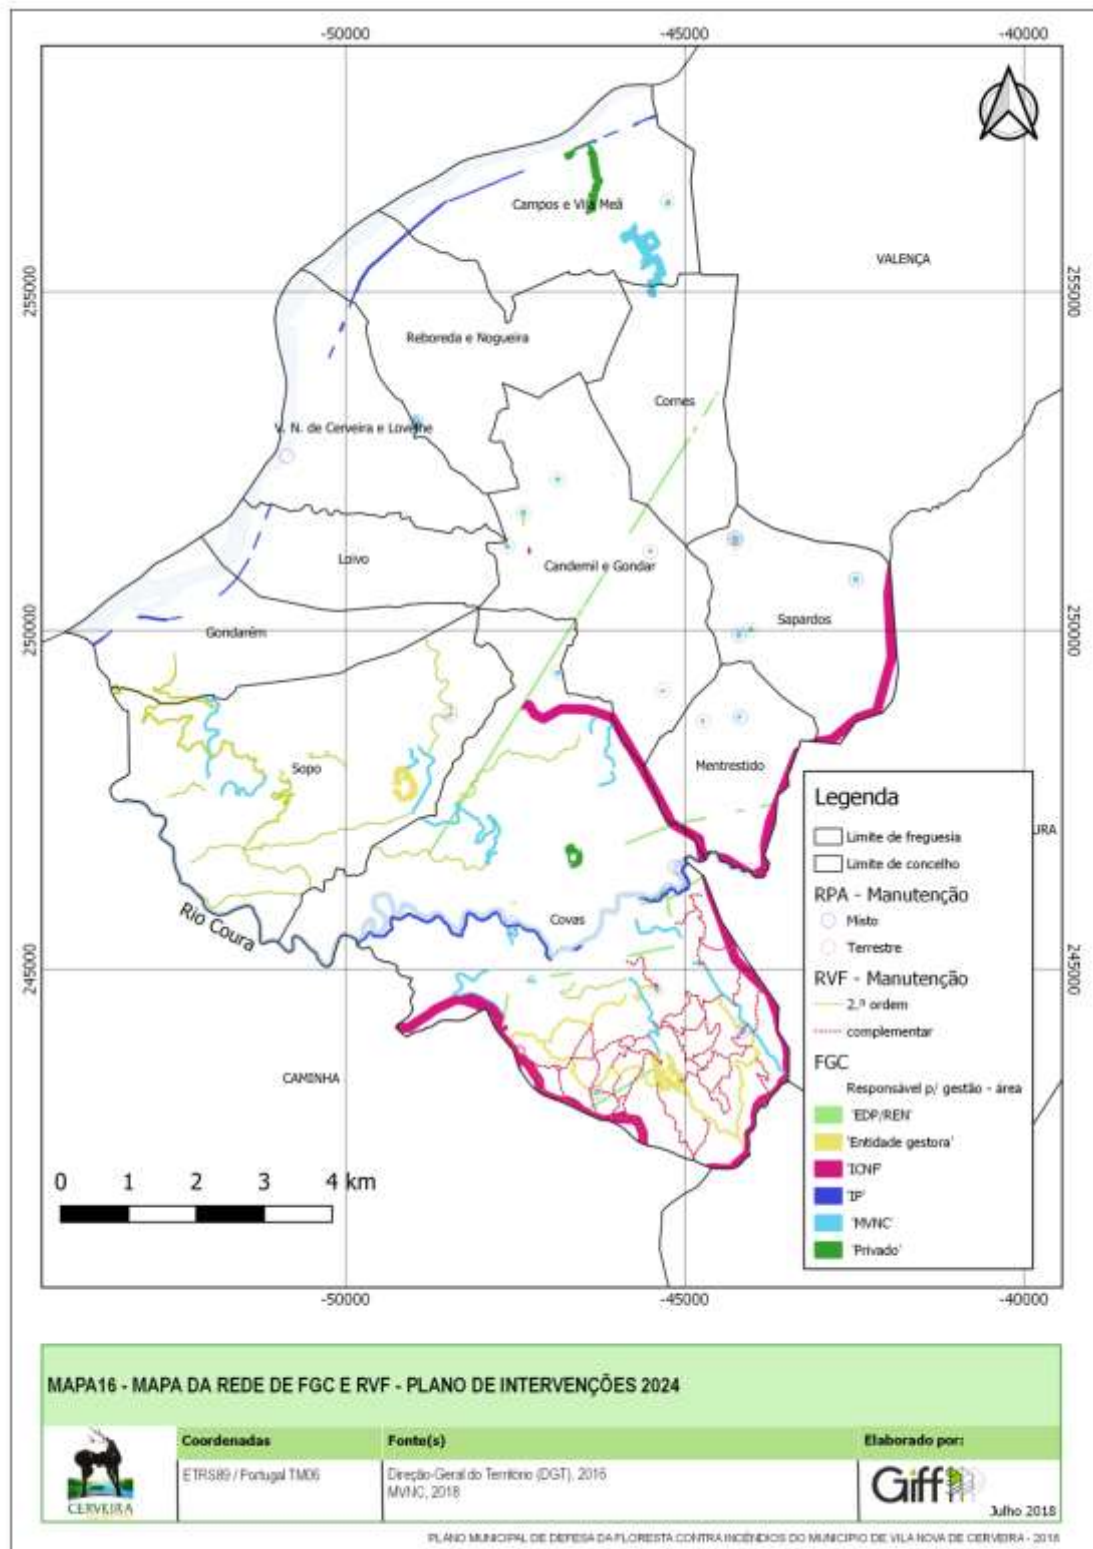 -50000
-45000
-40000
Campos e Vila Meã
VALENÇA
255000
255000
Reboreda e Nogueira
Cornes
V. N. de Cerveira e Lovelhe
Loivo
Candemil e Gondar
Sapardos
250000
250000
Gondarém
Sopo
Mentrestido
URA
Rio Coura
Covas
245000
245000
CAMINHA
Legenda
Limite de freguesia
Limite de concelho
RPA - Manutenção
Misto
Terrestre
RVF - Manutenção
2.ª ordem
complementar
FGC
Responsável p/ gestão - área
'EDP/REN'
'Entidade gestora'
'ICNF'
'IP'
'MVNC'
'Privado'
0 1 2 3 4 km
-50000
-45000
-40000
MAPA16 - MAPA DA REDE DE FGC E RVF - PLANO DE INTERVENÇÕES 2024
Coordenadas
Fonte(s)
Elaborado por:
ETRS89 / Portugal TM06
Direção-Geral do Território (DGT), 2016
MVNC, 2018
CERVEIRA
Giff
Julho 2018
PLANO MUNICIPAL DE DEFESA DA FLORESTA CONTRA INCÊNDIOS DO MUNICIPIO DE VILA NOVA DE CERVEIRA - 2018